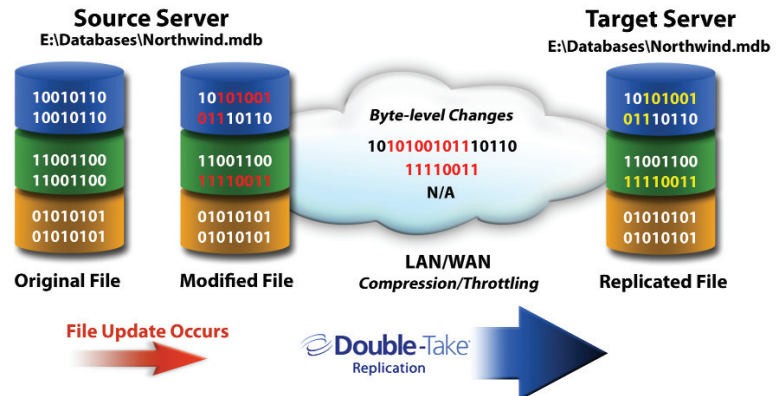 Source Server
E:\Databases\Northwind.mdb
10010110
10010110
11001100
11001100
01010101
01010101
Original File
10101001
01110110
11001100
11110011
01010101
01010101
Modified File
Byte-level Changes
1010100101110110
11110011
N/A
LAN/WAN
Compression/Throttling
Target Server
E:\Databases\Northwind.mdb
10101001
01110110
11001100
11110011
01010101
01010101
Replicated File
File Update Occurs
Double-Take
Replication